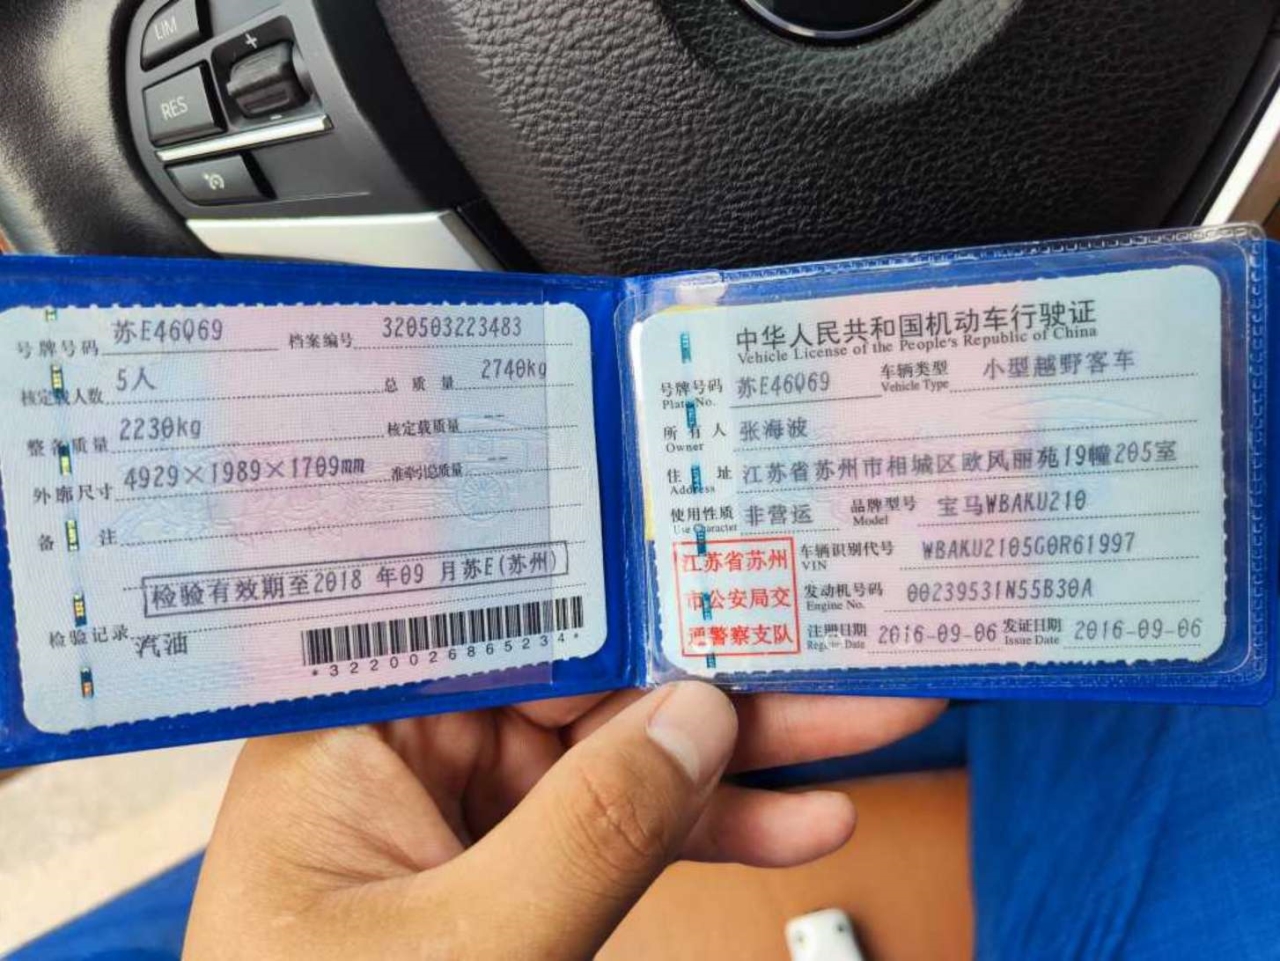 LIM
+
RES
-
号牌号码 苏E46Q69 档案编号 320503223483
核定载人数 5人 总质量 2740kg
整备质量 2230kg 核定载质量 --
外廓尺寸 4929×1989×1709mm 准牵引总质量 --
备注
检验有效期至2018 年09 月苏E(苏州)
检验记录
汽油
*3220026865234*
中华人民共和国机动车行驶证
Vehicle License of the People's Republic of China
号牌号码 苏E46Q69 车辆类型 小型越野客车
Plate No. Vehicle Type
所有人 张海波
Owner
住址 江苏省苏州市相城区欧风丽苑19幢205室
Address
使用性质 非营运 品牌型号 宝马WBAKU210
Use Character Model
江苏省苏州
市公安局交
通警察支队
车辆识别代号 WBAKU2105G0R61997
VIN
发动机号码 00239531N55B30A
Engine No.
注册日期 2016-09-06 发证日期 2016-09-06
Register Date Issue Date